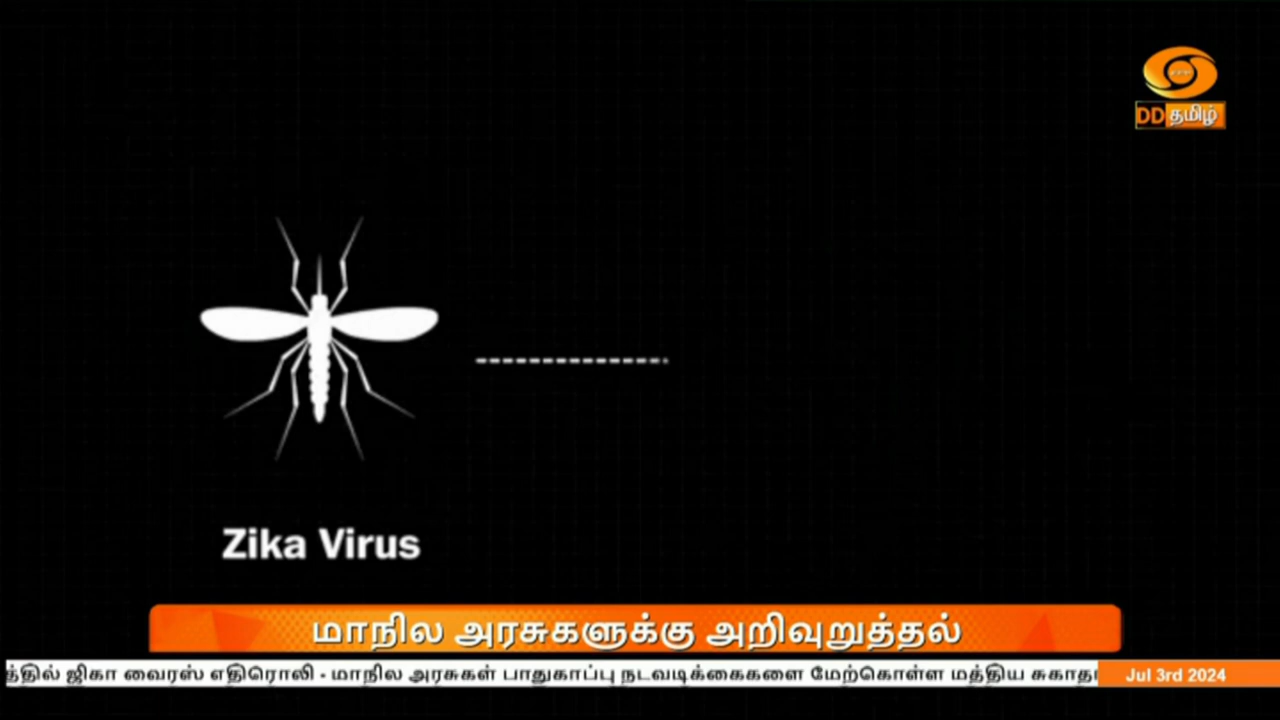 DD தமிழ்
Zika Virus
மாநில அரசுகளுக்கு அறிவுறுத்தல்
ஜிகா வைரஸ் எதிரொலி - மாநில அரசுகள் பாதுகாப்பு நடவடிக்கைகளை மேற்கொள்ள மத்திய
Jul 3rd 2024